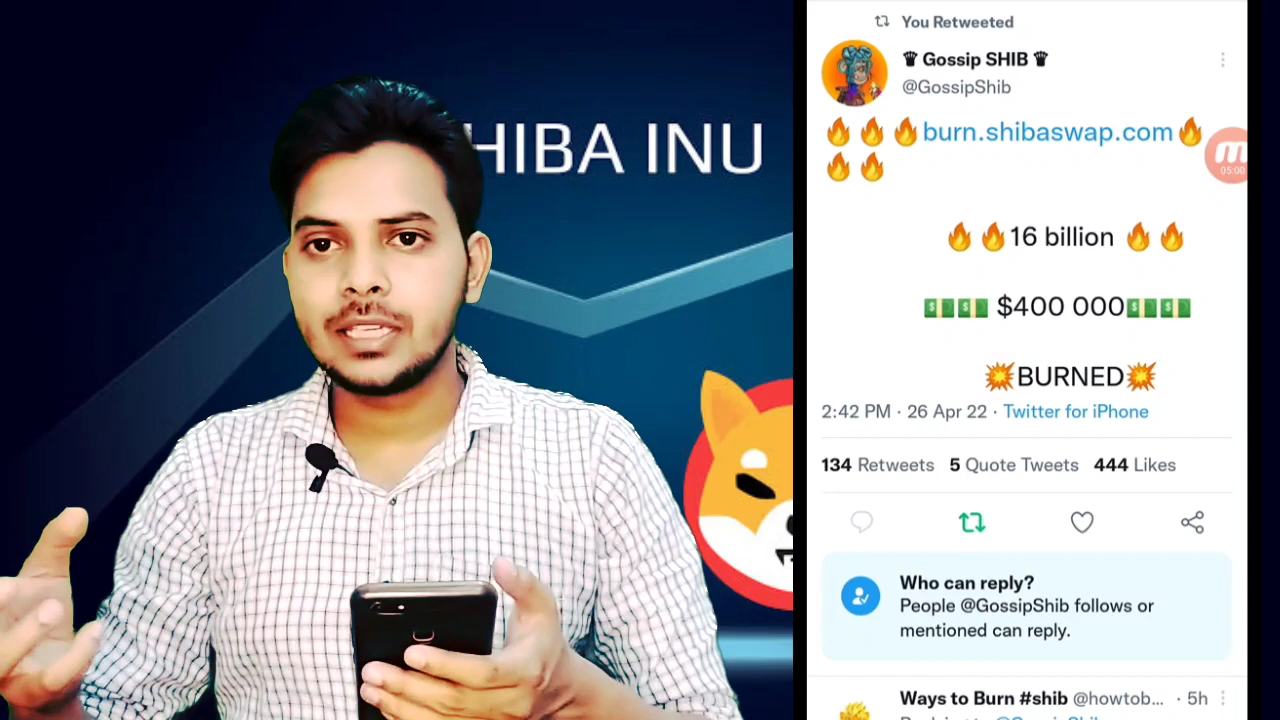 HIBA INU
You Retweeted
♛ Gossip SHIB ♛
@GossipShib
🔥🔥🔥burn.shibaswap.com🔥
🔥🔥
🔥🔥16 billion 🔥🔥
💵💵 $400 000💵💵
💥BURNED💥
2:42 PM · 26 Apr 22 · Twitter for iPhone
134 Retweets 5 Quote Tweets 444 Likes
Who can reply?
People @GossipShib follows or
mentioned can reply.
Ways to Burn #shib @howtob... · 5h
05:00